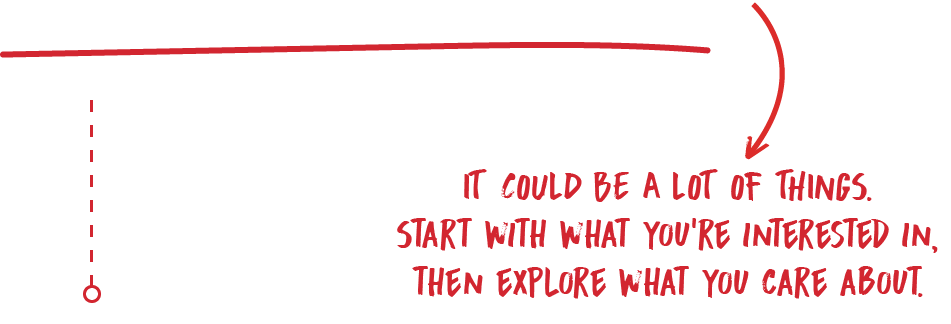 IT COULD BE A LOT OF THINGS.
START WITH WHAT YOU'RE INTERESTED IN,
THEN EXPLORE WHAT YOU CARE ABOUT.